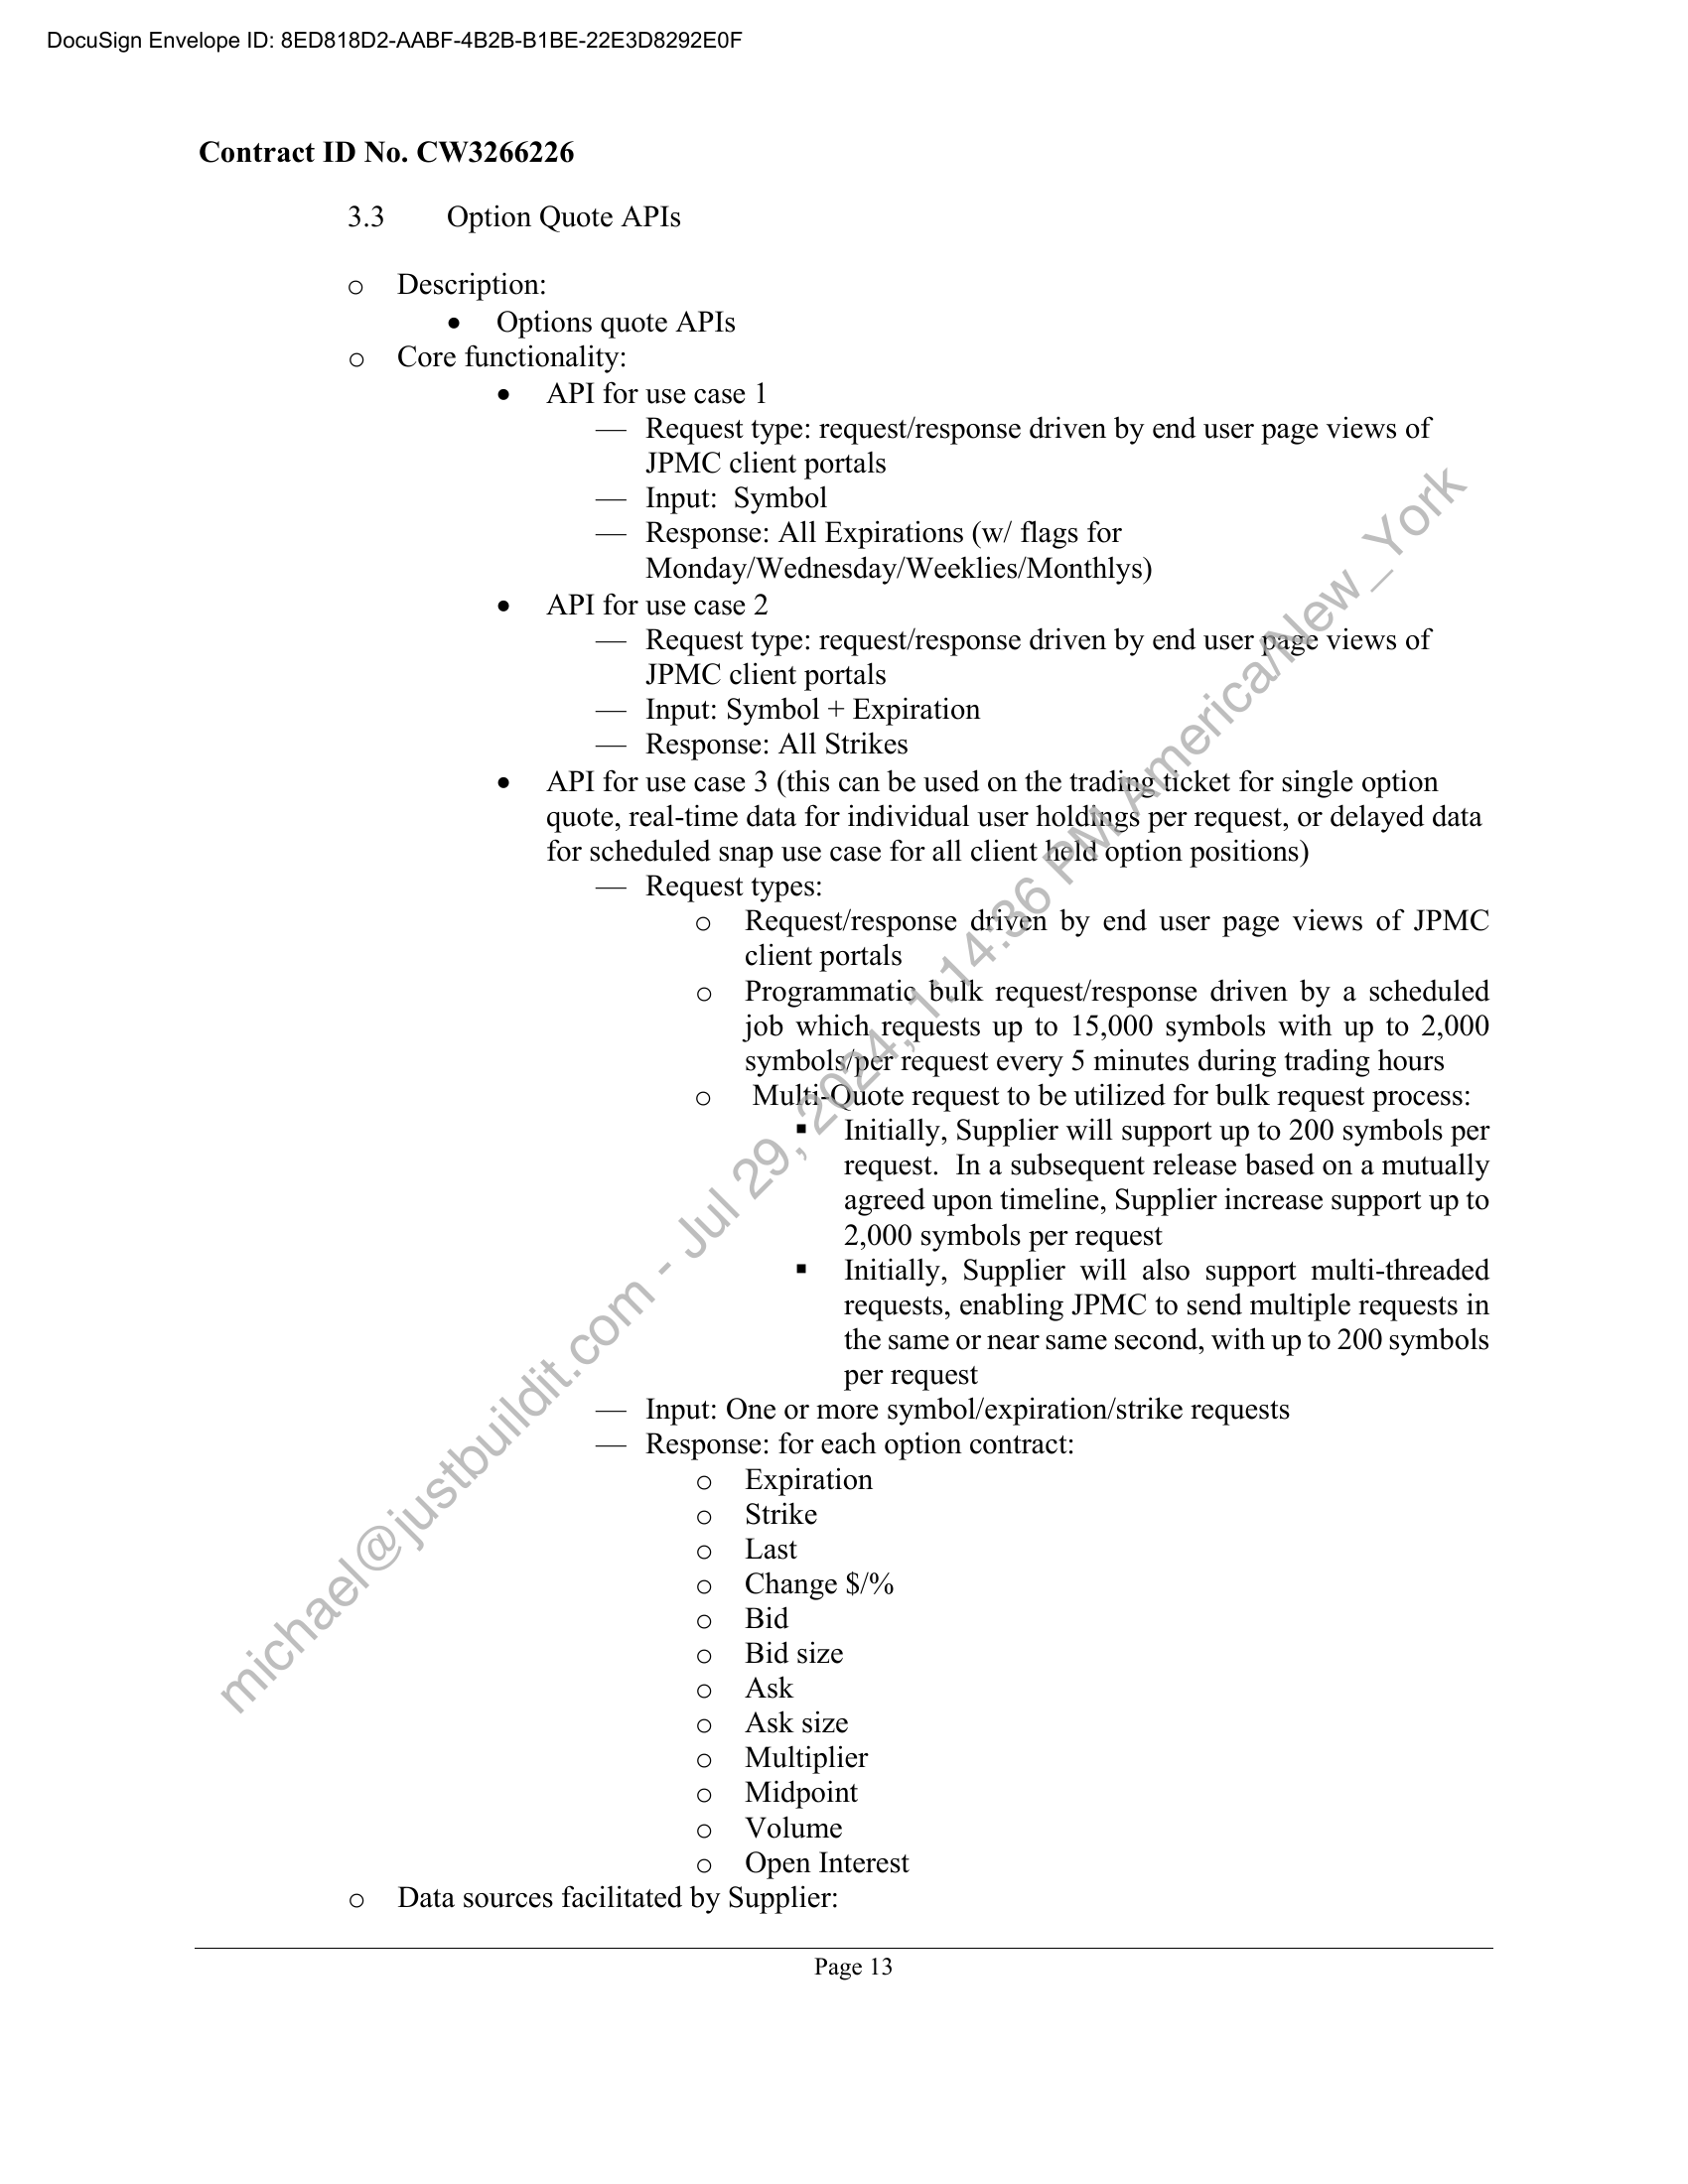 DocuSign Envelope ID: 8ED818D2-AABF-4B2B-B1BE-22E3D8292E0F
Contract ID No. CW3266226
3.3 Option Quote APIs
o Description:
• Options quote APIs
o Core functionality:
• API for use case 1
— Request type: request/response driven by end user page views of
JPMC client portals
— Input:  Symbol
— Response: All Expirations (w/ flags for
Monday/Wednesday/Weeklies/Monthlys)
• API for use case 2
— Request type: request/response driven by end user page views of
JPMC client portals
— Input: Symbol + Expiration
— Response: All Strikes
• API for use case 3 (this can be used on the trading ticket for single option
quote, real-time data for individual user holdings per request, or delayed data
for scheduled snap use case for all client held option positions)
— Request types:
o Request/response driven by end user page views of JPMC
client portals
o Programmatic bulk request/response driven by a scheduled
job which requests up to 15,000 symbols with up to 2,000
symbols/per request every 5 minutes during trading hours
o Multi-Quote request to be utilized for bulk request process:
▪ Initially, Supplier will support up to 200 symbols per
request.  In a subsequent release based on a mutually
agreed upon timeline, Supplier increase support up to
2,000 symbols per request
▪ Initially, Supplier will also support multi-threaded
requests, enabling JPMC to send multiple requests in
the same or near same second, with up to 200 symbols
per request
— Input: One or more symbol/expiration/strike requests
— Response: for each option contract:
o Expiration
o Strike
o Last
o Change $/%
o Bid
o Bid size
o Ask
o Ask size
o Multiplier
o Midpoint
o Volume
o Open Interest
o Data sources facilitated by Supplier:
Page 13
michael@justbuildit.com - Jul 29, 2024, 1:14:36 PM America/New_York